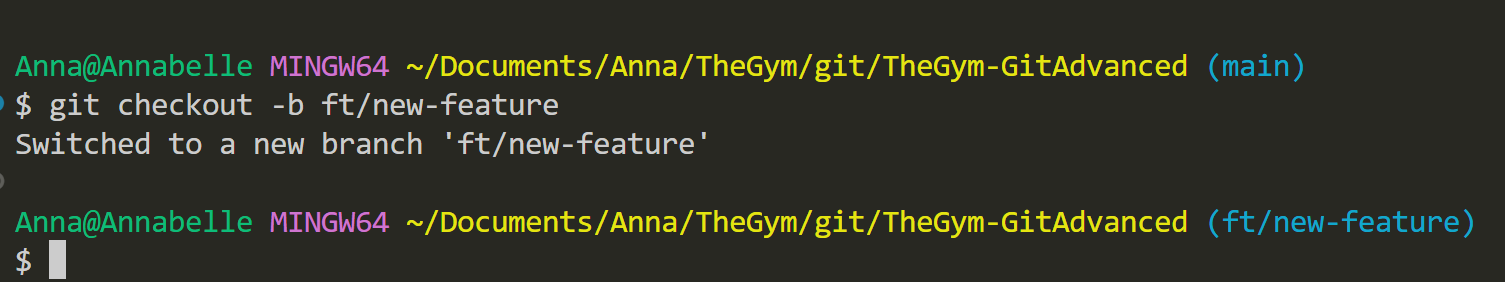 Anna@Annabelle MINGW64 ~/Documents/Anna/TheGym/git/TheGym-GitAdvanced (main)
$ git checkout -b ft/new-feature
Switched to a new branch 'ft/new-feature'
Anna@Annabelle MINGW64 ~/Documents/Anna/TheGym/git/TheGym-GitAdvanced (ft/new-feature)
$